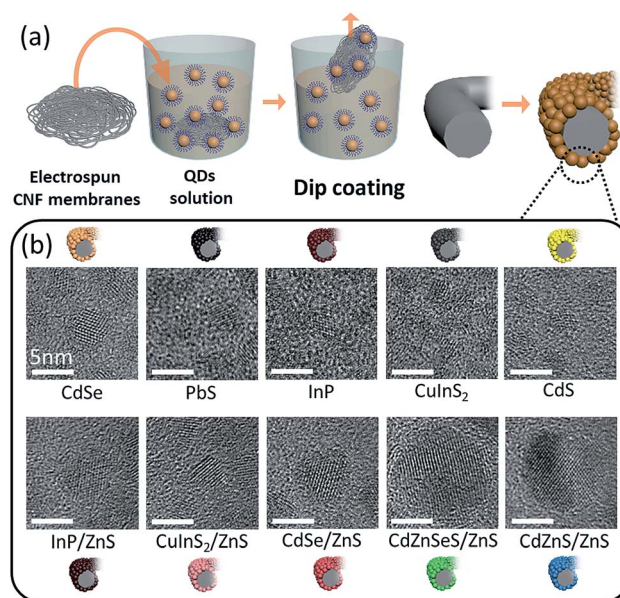 (a)
Electrospun
CNF membranes
QDs
solution
Dip coating
(b)
5nm
CdSe
PbS
InP
CuInS₂
CdS
InP/ZnS
CuInS₂/ZnS
CdSe/ZnS
CdZnSeS/ZnS
CdZnS/ZnS